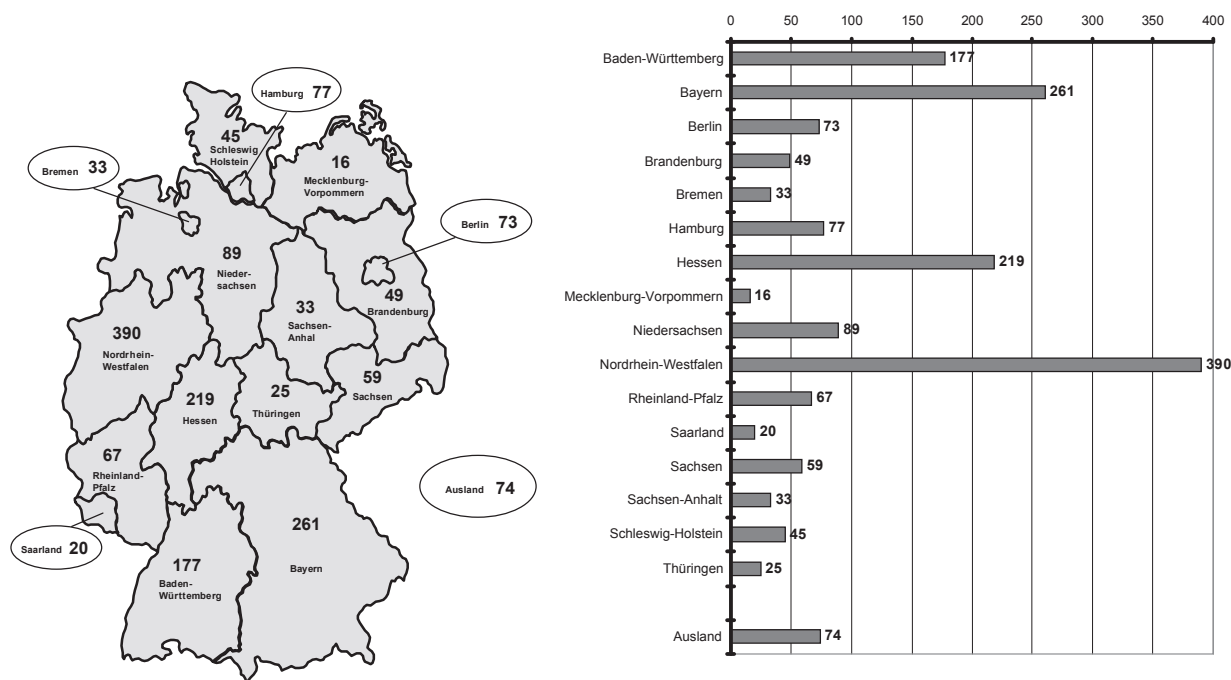 Hamburg 77
45
Schleswig
Holstein
16
Mecklenburg-
Vorpommern
Bremen 33
Berlin 73
89
Nieder-
sachsen
49
Brandenburg
33
Sachsen-
Anhal
390
Nordrhein-
Westfalen
59
Sachsen
25
Thüringen
219
Hessen
67
Rheinland-
Pfalz
Ausland 74
261
Bayern
Saarland 20
177
Baden-
Württemberg
0 50 100 150 200 250 300 350 400
Baden-Württemberg 177
Bayern 261
Berlin 73
Brandenburg 49
Bremen 33
Hamburg 77
Hessen 219
Mecklenburg-Vorpommern 16
Niedersachsen 89
Nordrhein-Westfalen 390
Rheinland-Pfalz 67
Saarland 20
Sachsen 59
Sachsen-Anhalt 33
Schleswig-Holstein 45
Thüringen 25
Ausland 74